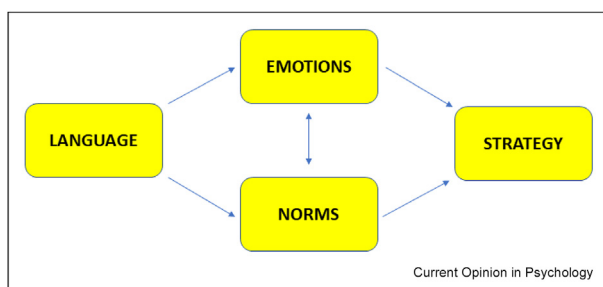 EMOTIONS
LANGUAGE
STRATEGY
NORMS
Current Opinion in Psychology